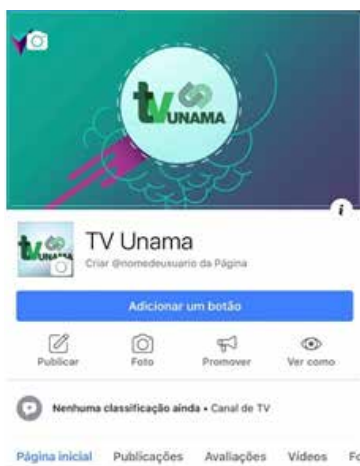 tv UNAMA
tv UNAMA
TV Unama
Criar @nomedeusuario da Página
Adicionar um botão
Publicar Foto Promover Ver como
Nenhuma classificação ainda • Canal de TV
Página inicial Publicações Avaliações Vídeos Fo